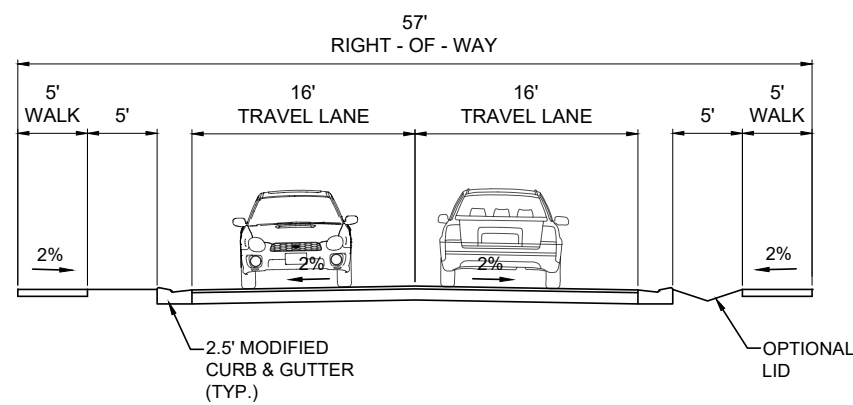 57'
RIGHT - OF - WAY
5'
WALK
5'
16'
TRAVEL LANE
16'
TRAVEL LANE
5'
5'
WALK
2%
2%
2%
2%
2.5' MODIFIED
CURB & GUTTER
(TYP.)
OPTIONAL
LID